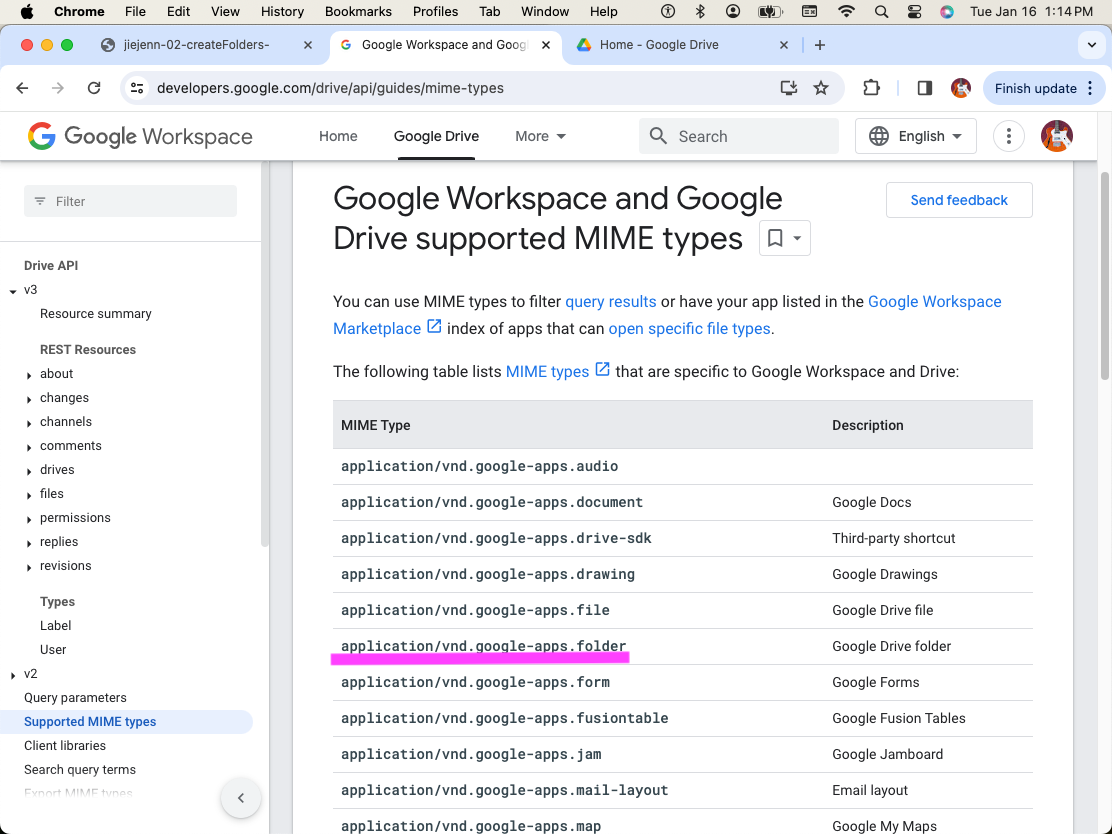 Chrome File Edit View History Bookmarks Profiles Tab Window Help Tue Jan 16 1:14 PM
jiejenn-02-createFolders- Google Workspace and Goog Home - Google Drive
developers.google.com/drive/api/guides/mime-types Finish update
Google Workspace Home Google Drive More Search English
Filter
Drive API
v3
Resource summary
REST Resources
about
changes
channels
comments
drives
files
permissions
replies
revisions
Types
Label
User
v2
Query parameters
Supported MIME types
Client libraries
Search query terms
Export MIME types
Google Workspace and Google
Drive supported MIME types
Send feedback
You can use MIME types to filter query results or have your app listed in the Google Workspace
Marketplace index of apps that can open specific file types.
The following table lists MIME types that are specific to Google Workspace and Drive:
MIME Type Description
application/vnd.google-apps.audio
application/vnd.google-apps.document Google Docs
application/vnd.google-apps.drive-sdk Third-party shortcut
application/vnd.google-apps.drawing Google Drawings
application/vnd.google-apps.file Google Drive file
application/vnd.google-apps.folder Google Drive folder
application/vnd.google-apps.form Google Forms
application/vnd.google-apps.fusiontable Google Fusion Tables
application/vnd.google-apps.jam Google Jamboard
application/vnd.google-apps.mail-layout Email layout
application/vnd.google-apps.map Google My Maps